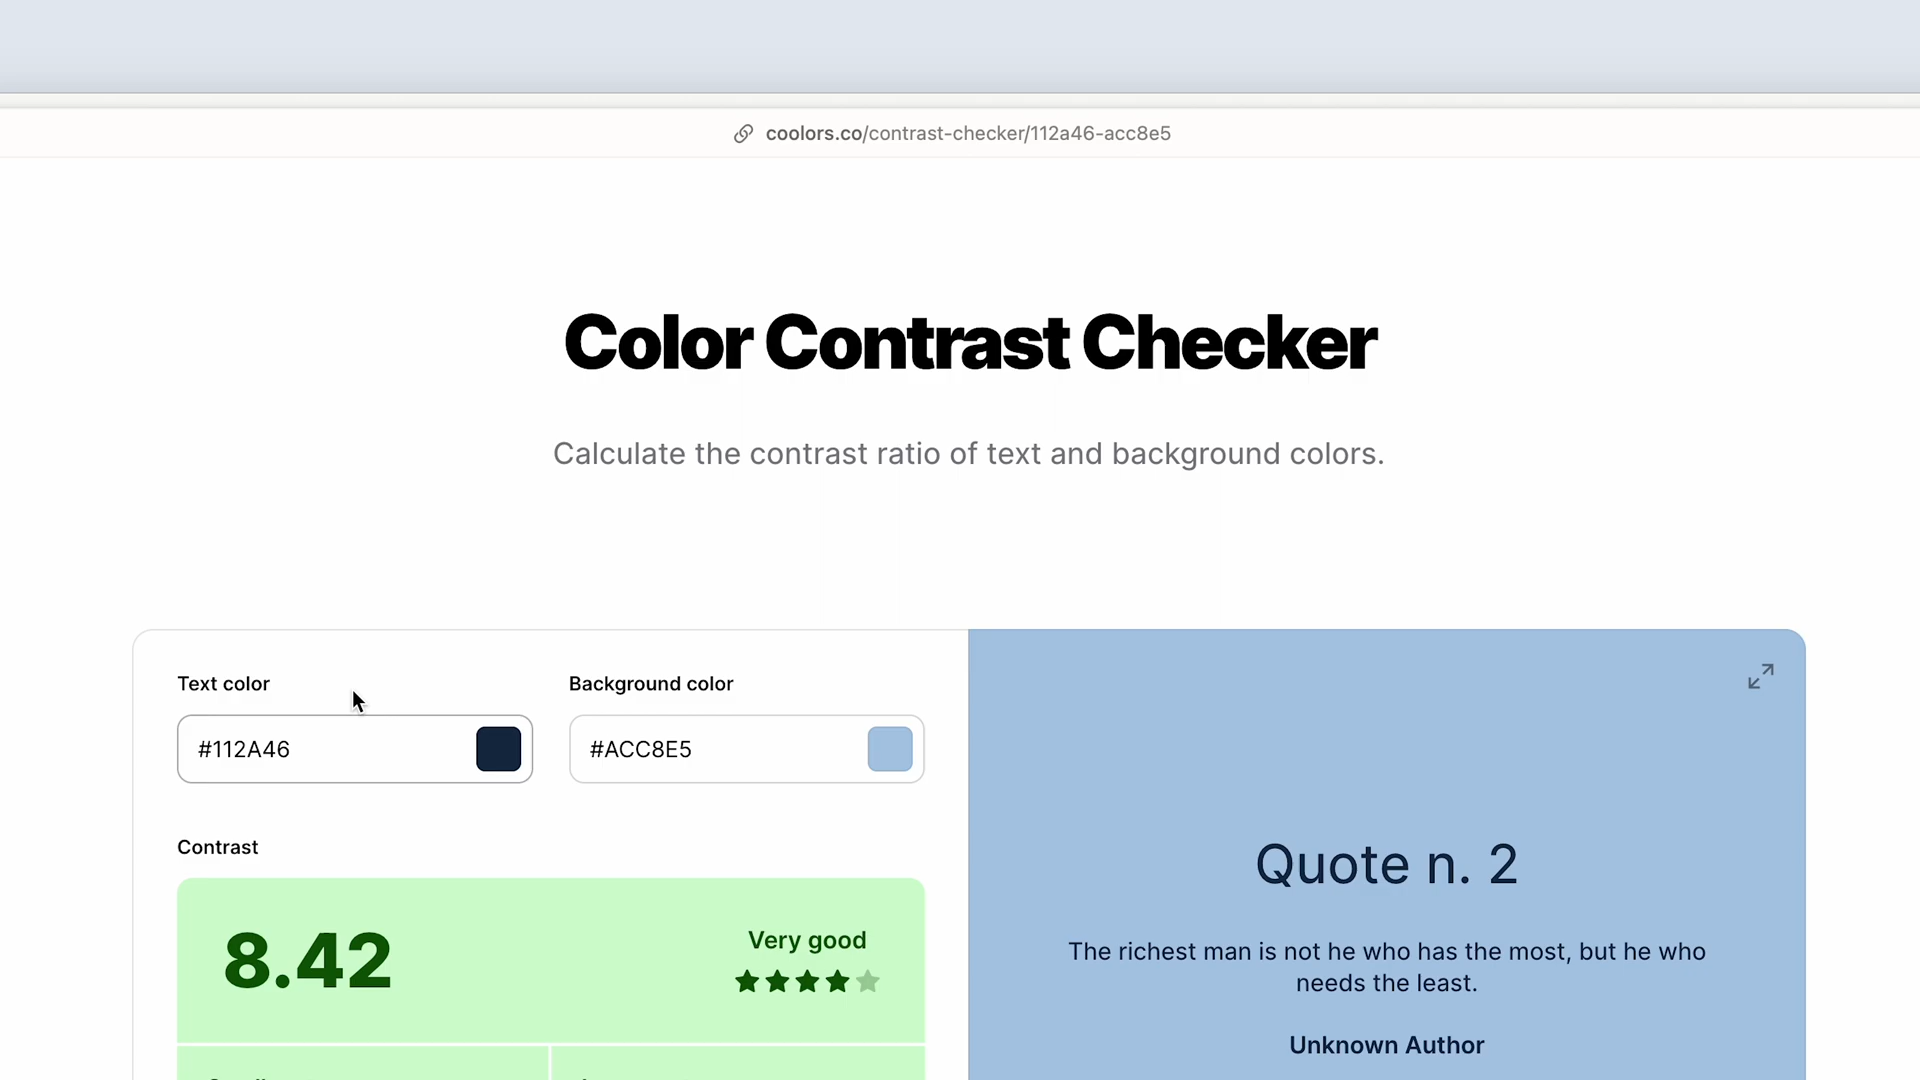 coolors.co/contrast-checker/112a46-acc8e5
Color Contrast Checker
Calculate the contrast ratio of text and background colors.
Text color
Background color
#112A46
#ACC8E5
Contrast
8.42
Very good
Quote n. 2
The richest man is not he who has the most, but he who
needs the least.
Unknown Author